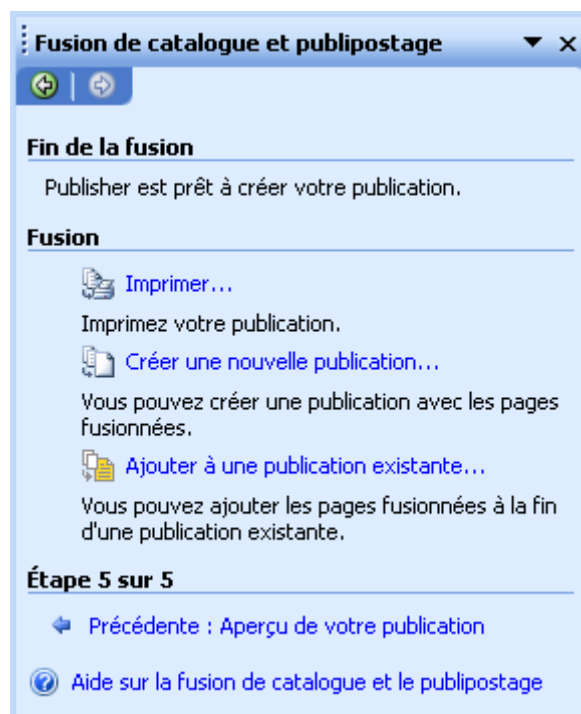 Fusion de catalogue et publipostage
Fin de la fusion
Publisher est prêt à créer votre publication.
Fusion
Imprimer...
Imprimez votre publication.
Créer une nouvelle publication...
Vous pouvez créer une publication avec les pages
fusionnées.
Ajouter à une publication existante...
Vous pouvez ajouter les pages fusionnées à la fin
d'une publication existante.
Étape 5 sur 5
Précédente : Aperçu de votre publication
Aide sur la fusion de catalogue et le publipostage